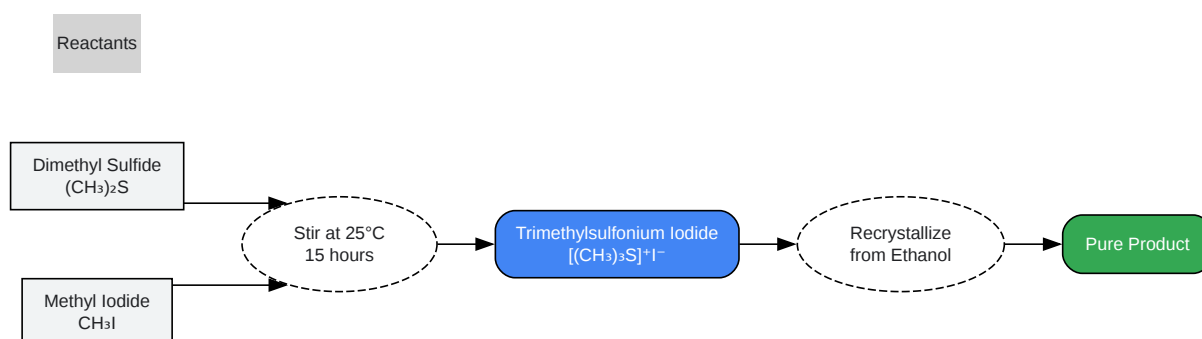 Reactants
Dimethyl Sulfide
(CH₃)₂S
Methyl Iodide
CH₃I
Stir at 25°C
15 hours
Trimethylsulfonium Iodide
[(CH₃)₃S]⁺I⁻
Recrystallize
from Ethanol
Pure Product